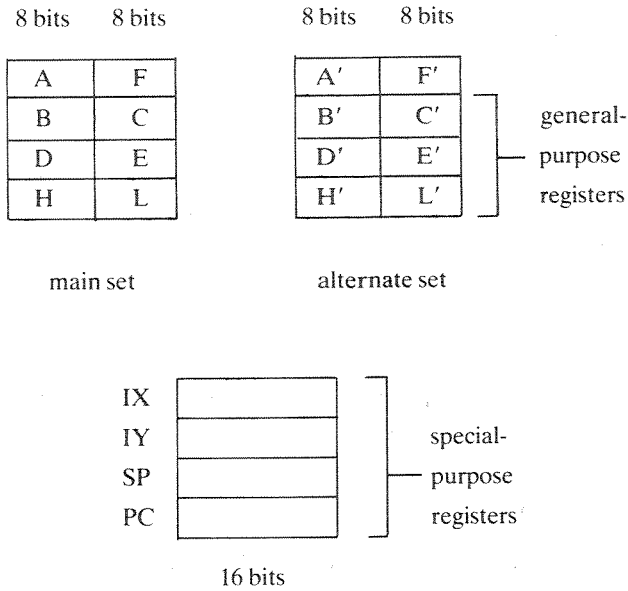 8 bits 8 bits 8 bits 8 bits
A F A′ F′
B C B′ C′ general-
D E D′ E′ purpose
H L H′ L′ registers
main set alternate set
IX
IY special-
SP purpose
PC registers
16 bits